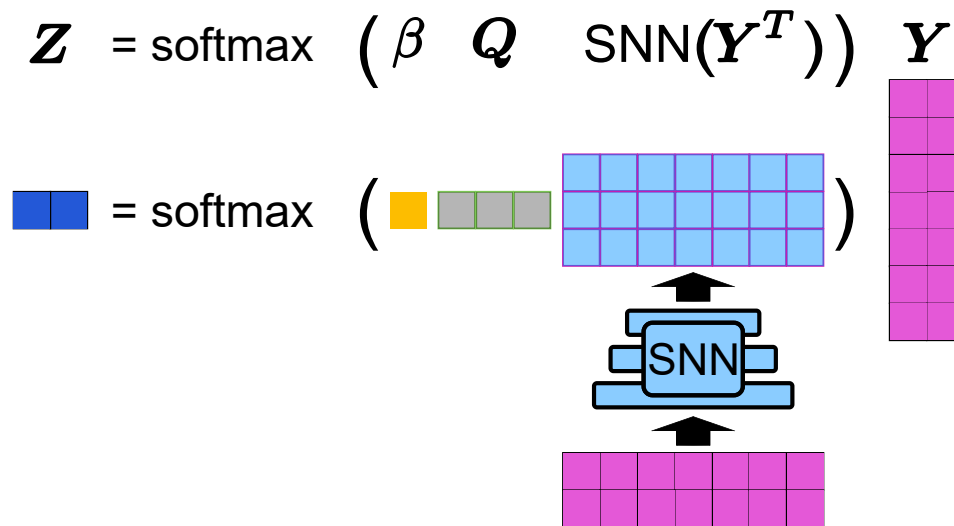 Z = softmax ( β Q SNN(Y^T) ) Y
= softmax ( )
SNN